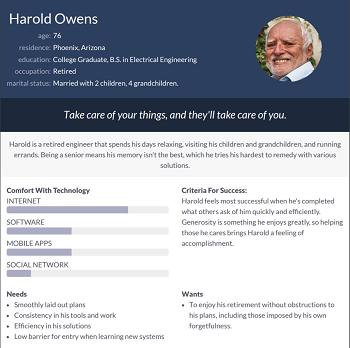 Harold Owens
age: 76
residence: Phoenix, Arizona
education: College Graduate, B.S. in Electrical Engineering
occupation: Retired
marital status: Married with 2 children, 4 grandchildren.
Take care of your things, and they'll take care of you.
Harold is a retired engineer that spends his days relaxing, visiting his children and grandchildren, and running
errands. Being a senior means his memory isn't the best, which he tries his hardest to remedy with various
solutions.
Comfort With Technology
INTERNET
SOFTWARE
MOBILE APPS
SOCIAL NETWORK
Criteria For Success:
Harold feels most successful when he's completed
what others ask of him quickly and efficiently.
Generosity is something he enjoys greatly, so helping
those he cares brings Harold a feeling of
accomplishment.
Needs
• Smoothly laid out plans
• Consistency in his tools and work
• Efficiency in his solutions
• Low barrier for entry when learning new systems
Wants
• To enjoy his retirement without obstructions to
his plans, including those imposed by his own
forgetfulness.